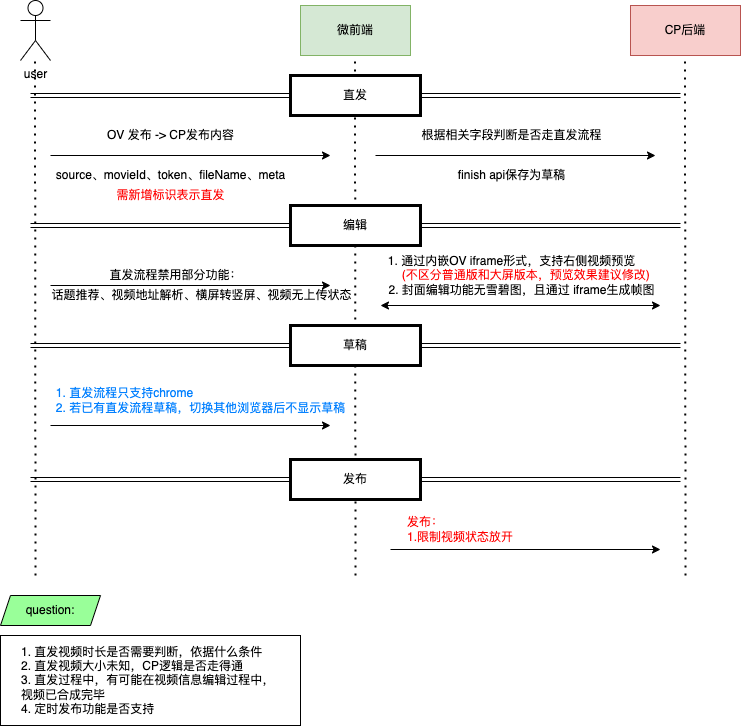 微前端
CP后端
user
直发
OV 发布 -> CP发布内容
根据相关字段判断是否走直发流程
source、movieId、token、fileName、meta
finish api保存为草稿
需新增标识表示直发
编辑
直发流程禁用部分功能：
话题推荐、视频地址解析、横屏转竖屏、视频无上传状态
1. 通过内嵌OV iframe形式，支持右侧视频预览
(不区分普通版和大屏版本，预览效果建议修改)
2. 封面编辑功能无雪碧图，且通过 iframe生成帧图
草稿
1. 直发流程只支持chrome
2. 若已有直发流程草稿，切换其他浏览器后不显示草稿
发布
发布：
1.限制视频状态放开
question:
1. 直发视频时长是否需要判断，依据什么条件
2. 直发视频大小未知，CP逻辑是否走得通
3. 直发过程中，有可能在视频信息编辑过程中，
视频已合成完毕
4. 定时发布功能是否支持